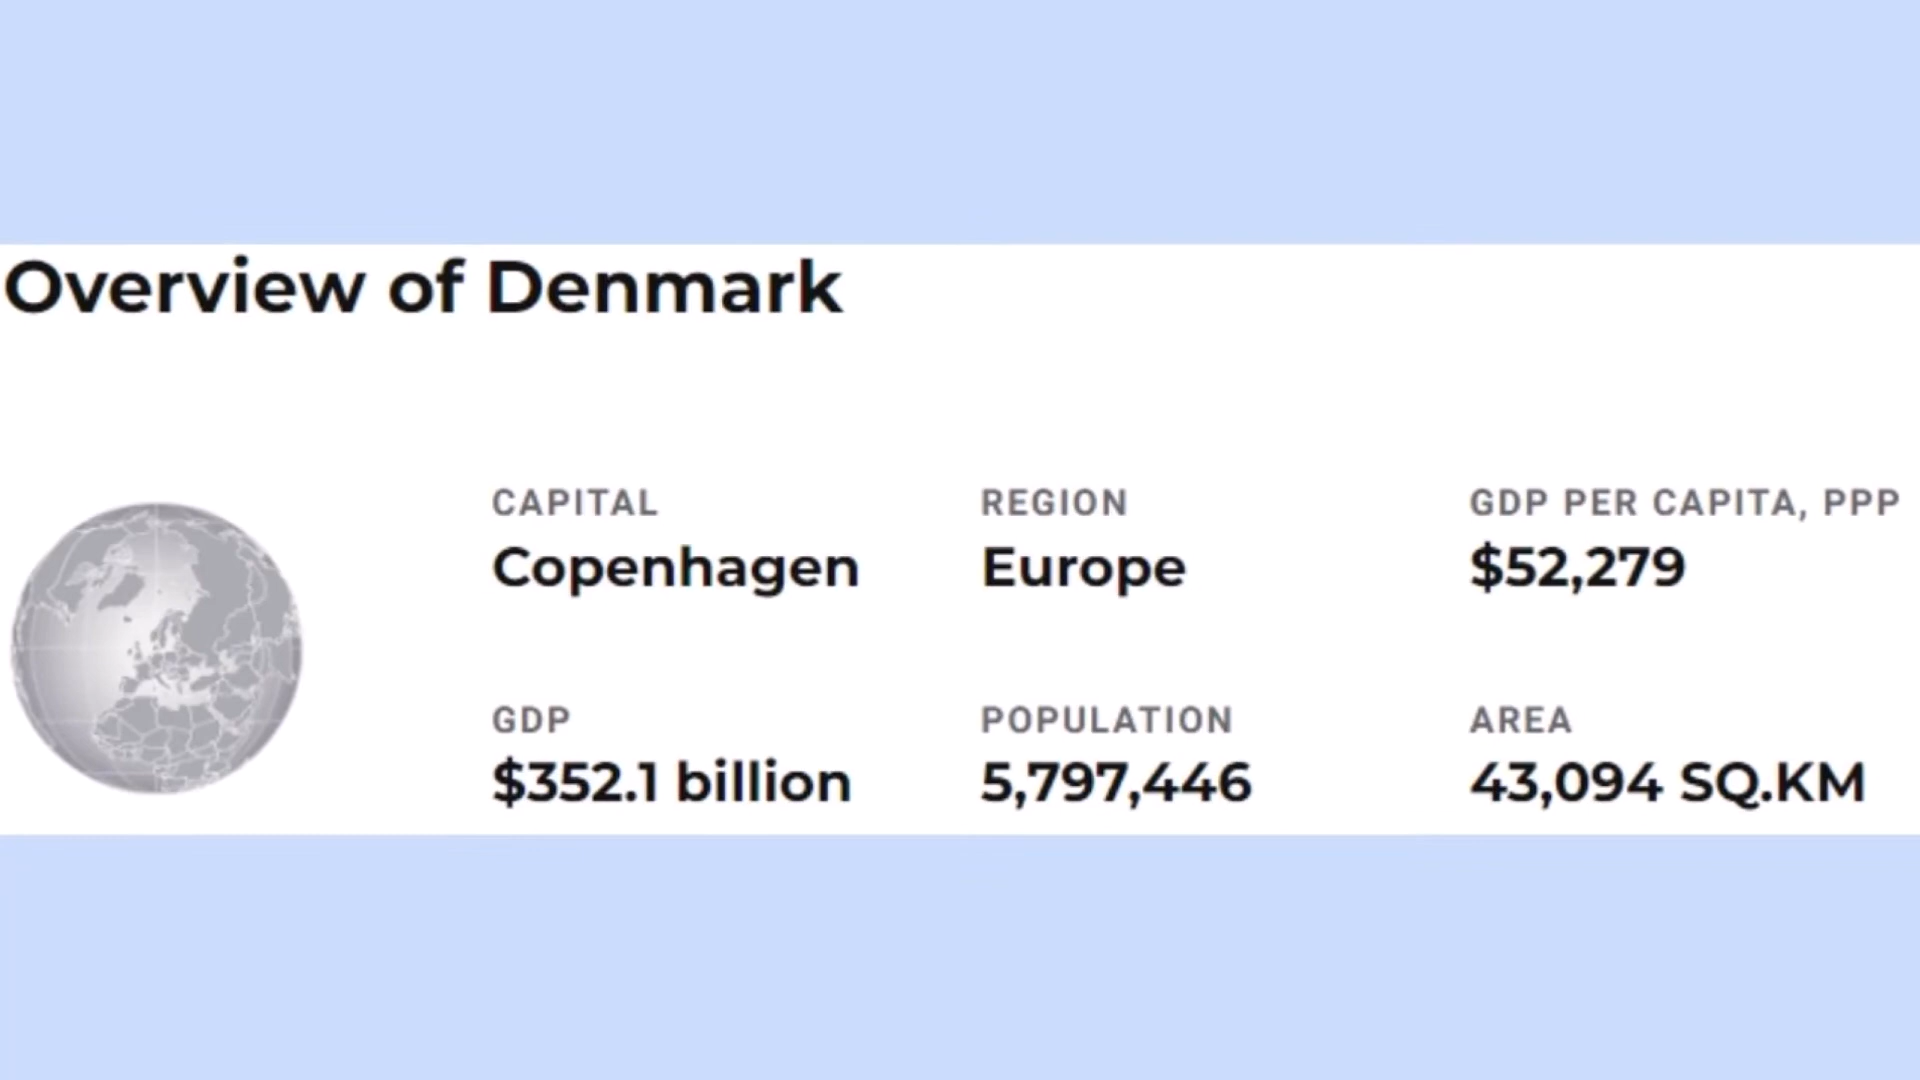 Overview of Denmark
CAPITAL
Copenhagen
REGION
Europe
GDP PER CAPITA, PPP
$52,279
GDP
$352.1 billion
POPULATION
5,797,446
AREA
43,094 SQ.KM